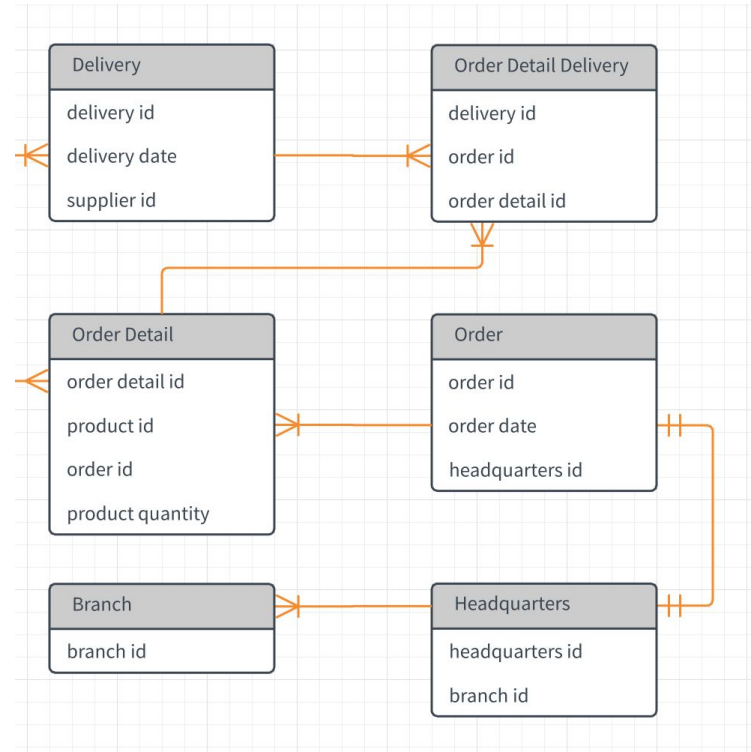 Delivery
delivery id
delivery date
supplier id
Order Detail Delivery
delivery id
order id
order detail id
Order Detail
order detail id
product id
order id
product quantity
Order
order id
order date
headquarters id
Branch
branch id
Headquarters
headquarters id
branch id